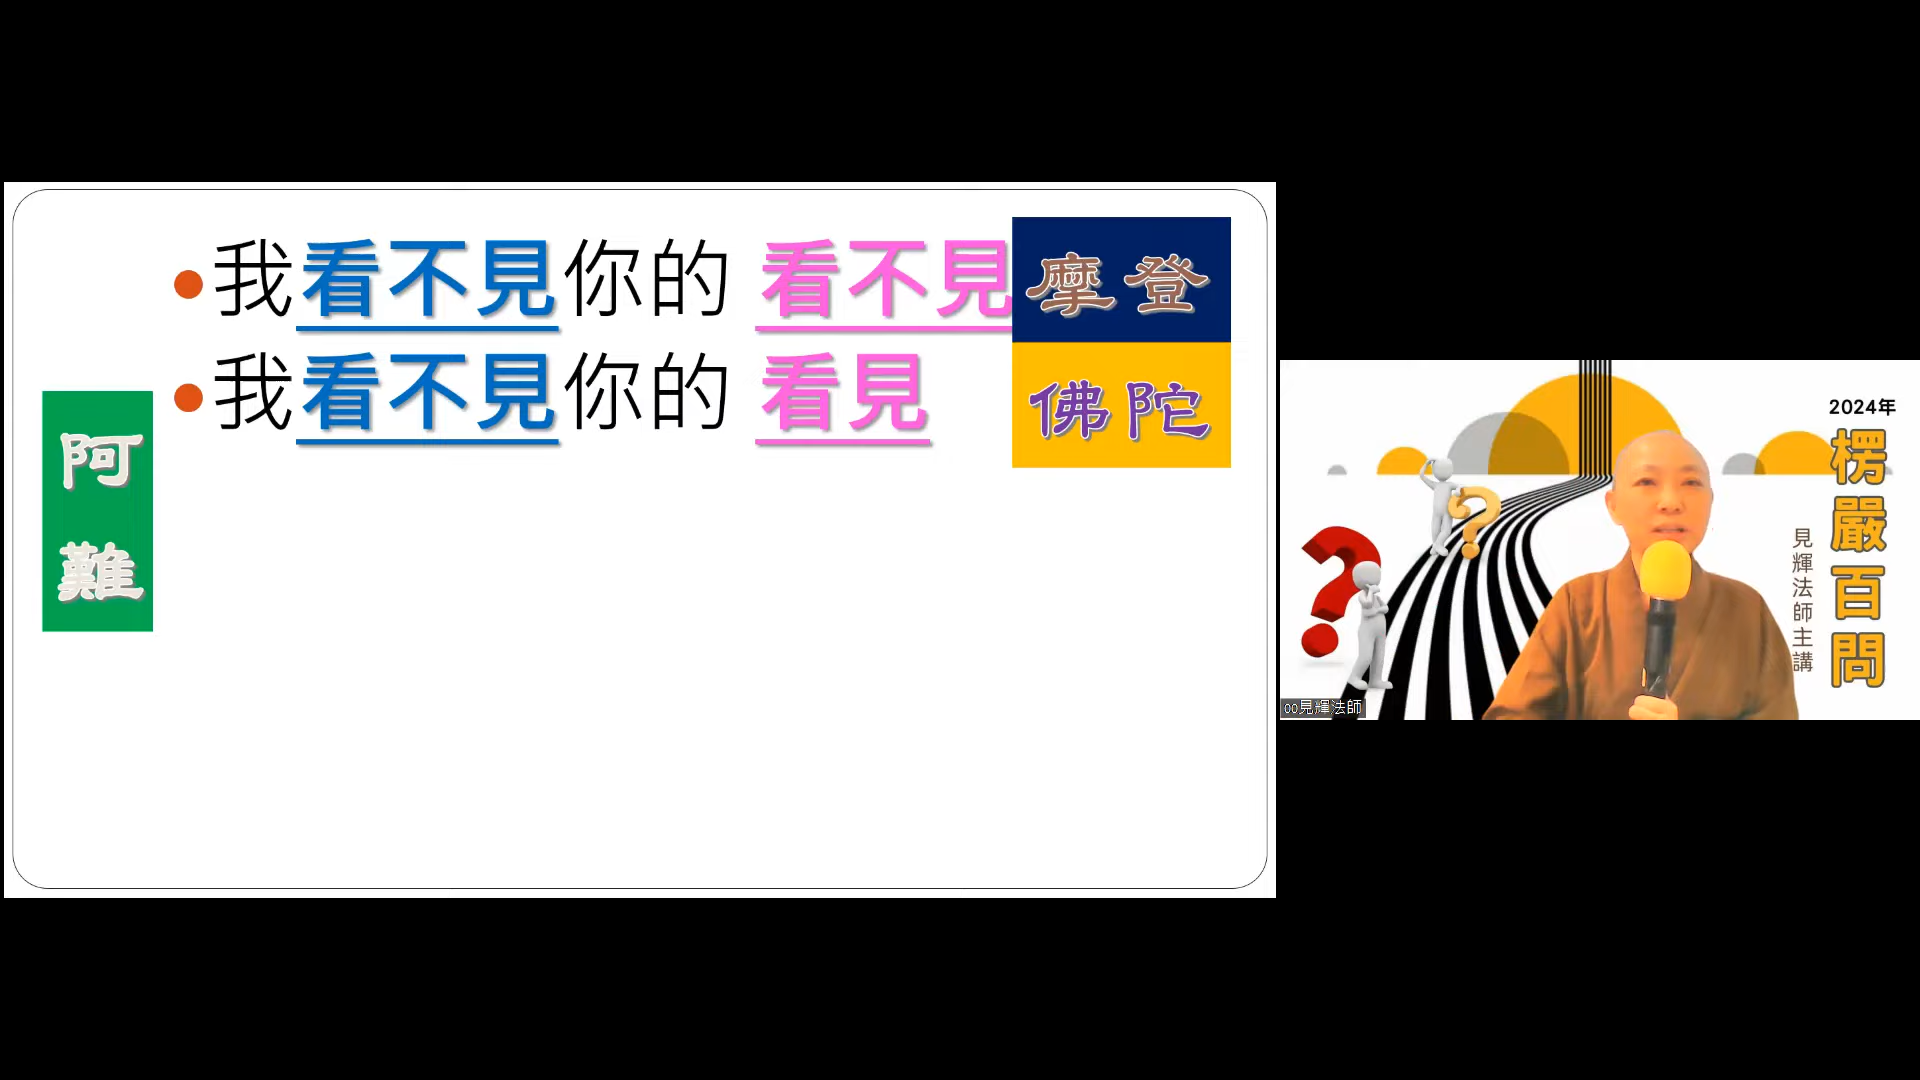 我看不見你的 看不見
摩登
我看不見你的 看見
佛陀
阿難
2024年
楞嚴百問
見輝法師主講
oo見輝法師